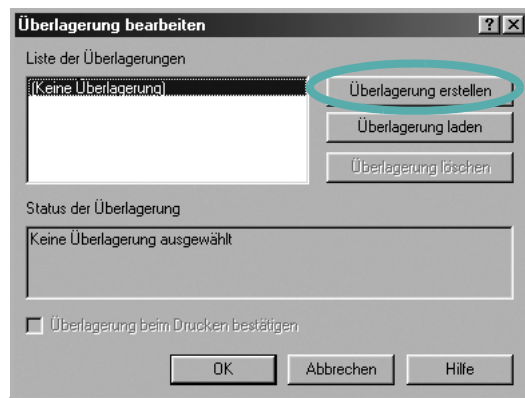 Überlagerung bearbeiten
Liste der Überlagerungen
(Keine Überlagerung)
Überlagerung erstellen
Überlagerung laden
Überlagerung löschen
Status der Überlagerung
Keine Überlagerung ausgewählt
Überlagerung beim Drucken bestätigen
OK Abbrechen Hilfe